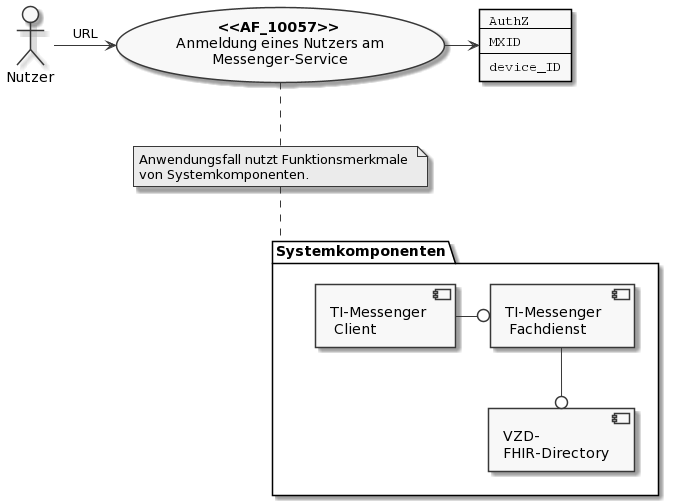 Nutzer
URL
<<AF_10057>>
Anmeldung eines Nutzers am
Messenger-Service
AuthZ
MXID
device_ID
Anwendungsfall nutzt Funktionsmerkmale
von Systemkomponenten.
Systemkomponenten
TI-Messenger
Client
TI-Messenger
Fachdienst
VZD-
FHIR-Directory